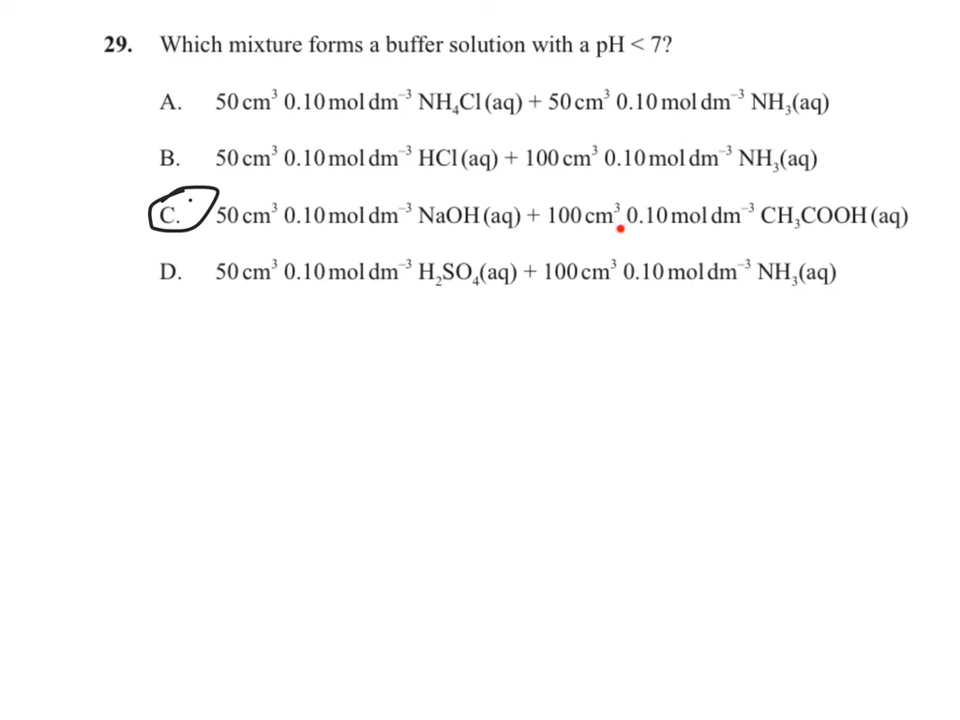 29. Which mixture forms a buffer solution with a pH < 7?
A. 50 cm³ 0.10 mol dm⁻³ NH₄Cl (aq) + 50 cm³ 0.10 mol dm⁻³ NH₃(aq)
B. 50 cm³ 0.10 mol dm⁻³ HCl (aq) + 100 cm³ 0.10 mol dm⁻³ NH₃(aq)
C. 50 cm³ 0.10 mol dm⁻³ NaOH (aq) + 100 cm³ 0.10 mol dm⁻³ CH₃COOH (aq)
D. 50 cm³ 0.10 mol dm⁻³ H₂SO₄(aq) + 100 cm³ 0.10 mol dm⁻³ NH₃(aq)